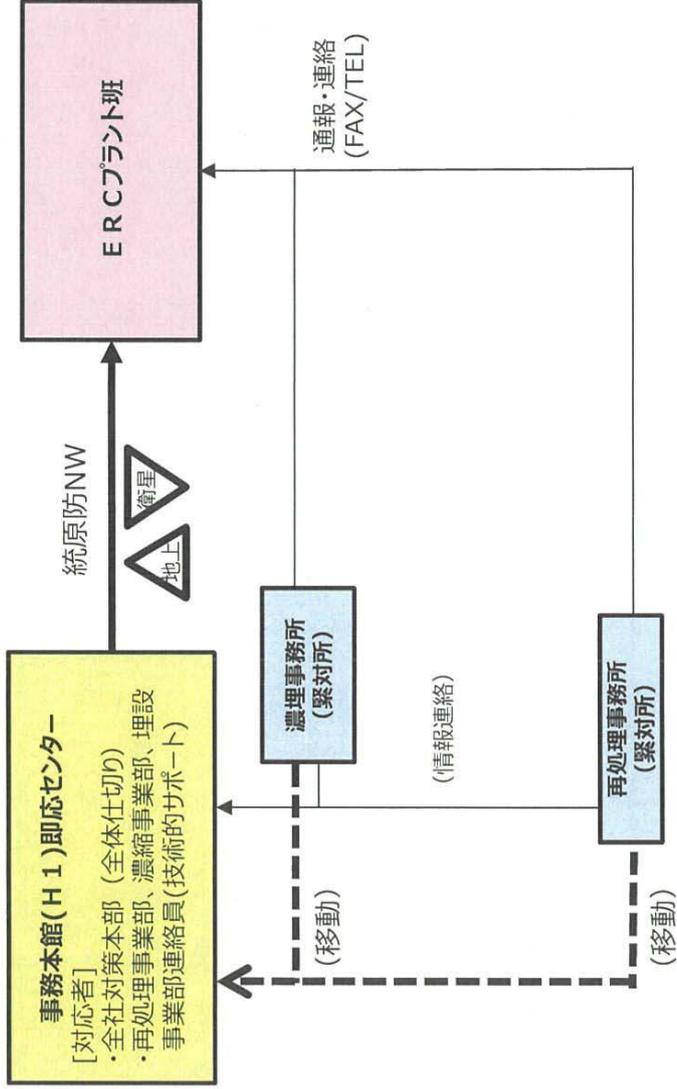 事務本館(H1)即応センター
[対応者]
・全社対策本部(全体仕切り)
・再処理事業部、濃縮事業部、埋設
事業部連絡員(技術的サポート)
統原防NW
地上
衛星
ERCプラント班
濃埋事務所
(緊対所)
(情報連絡)
通報・連絡
(FAX/TEL)
再処理事務所
(緊対所)
(移動)
(移動)